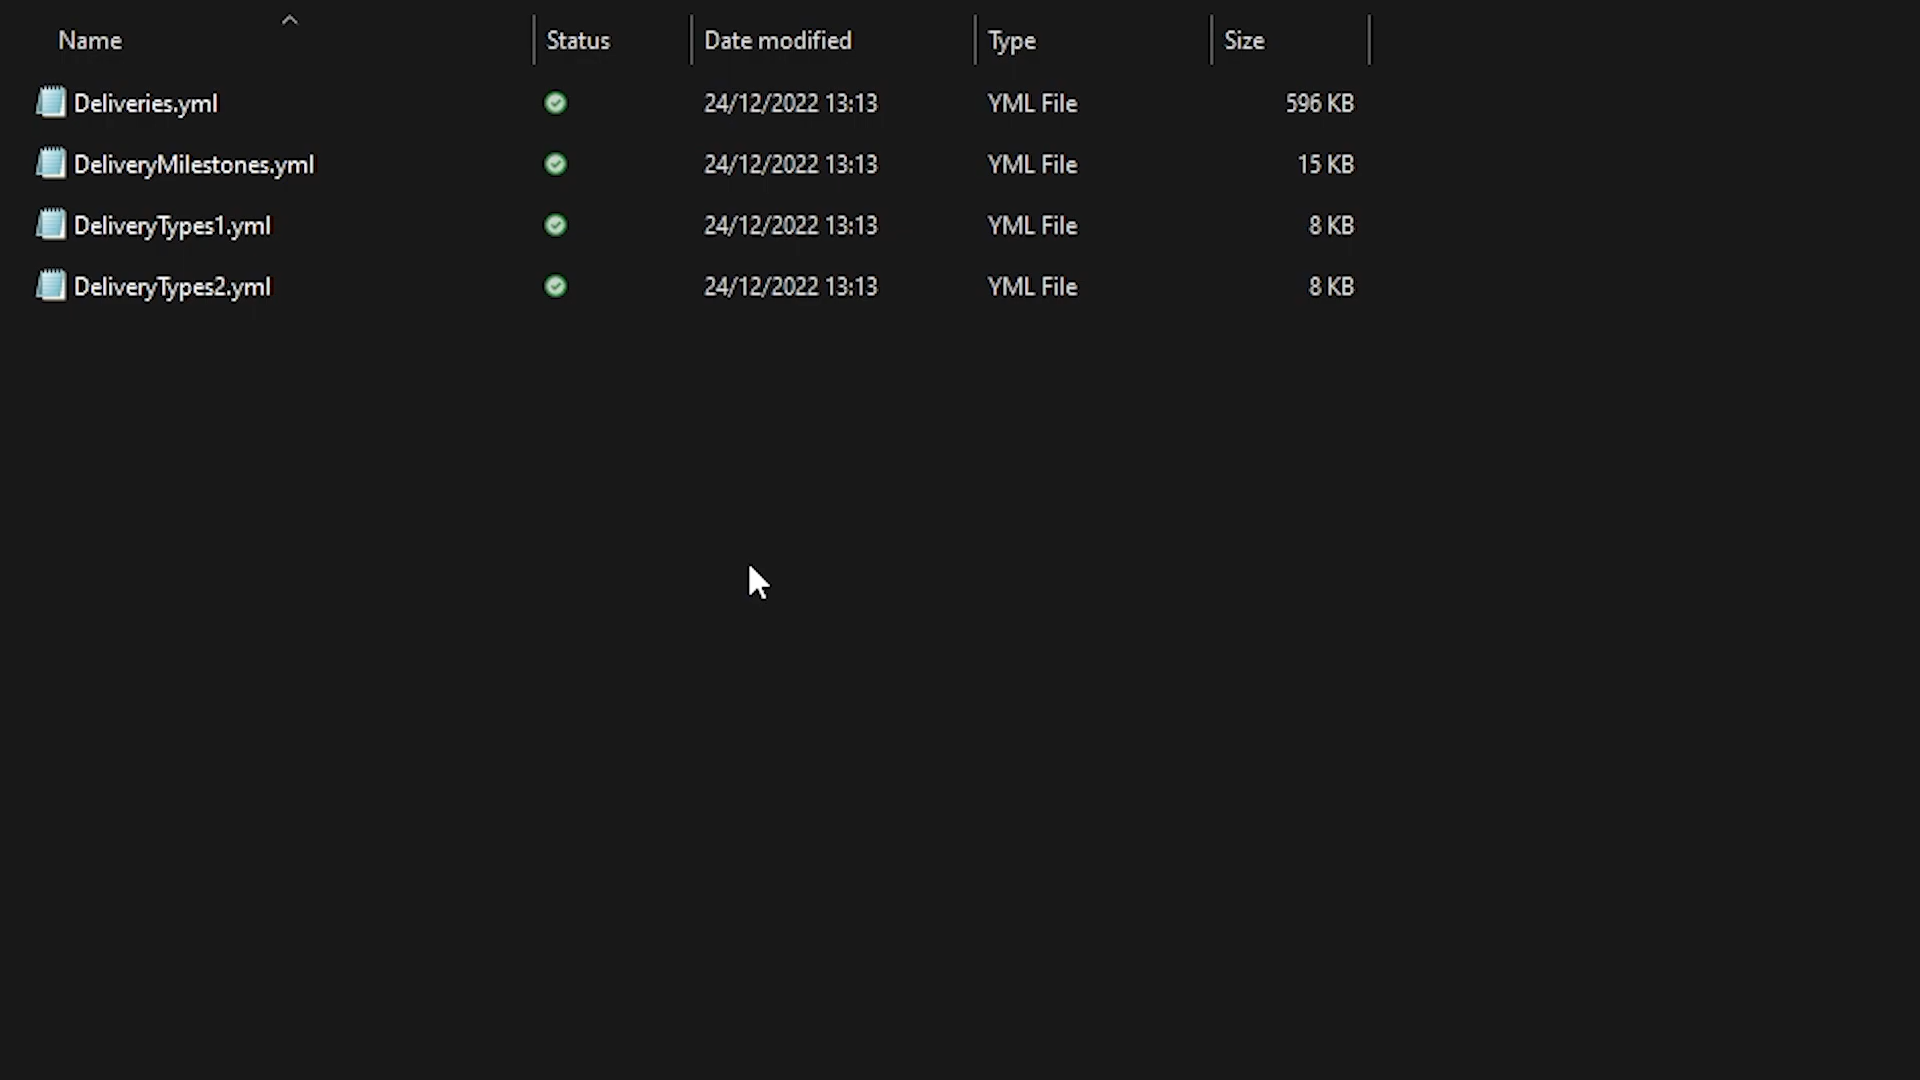 Name Status Date modified Type Size
Deliveries.yml 24/12/2022 13:13 YML File 596 KB
DeliveryMilestones.yml 24/12/2022 13:13 YML File 15 KB
DeliveryTypes1.yml 24/12/2022 13:13 YML File 8 KB
DeliveryTypes2.yml 24/12/2022 13:13 YML File 8 KB